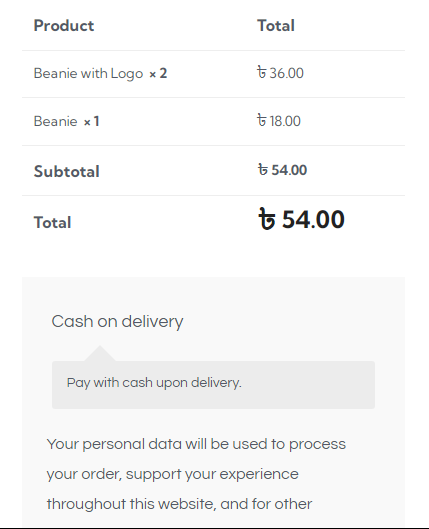 Product Total
Beanie with Logo × 2 ৳ 36.00
Beanie × 1 ৳ 18.00
Subtotal ৳ 54.00
Total ৳ 54.00
Cash on delivery
Pay with cash upon delivery.
Your personal data will be used to process
your order, support your experience
throughout this website, and for other